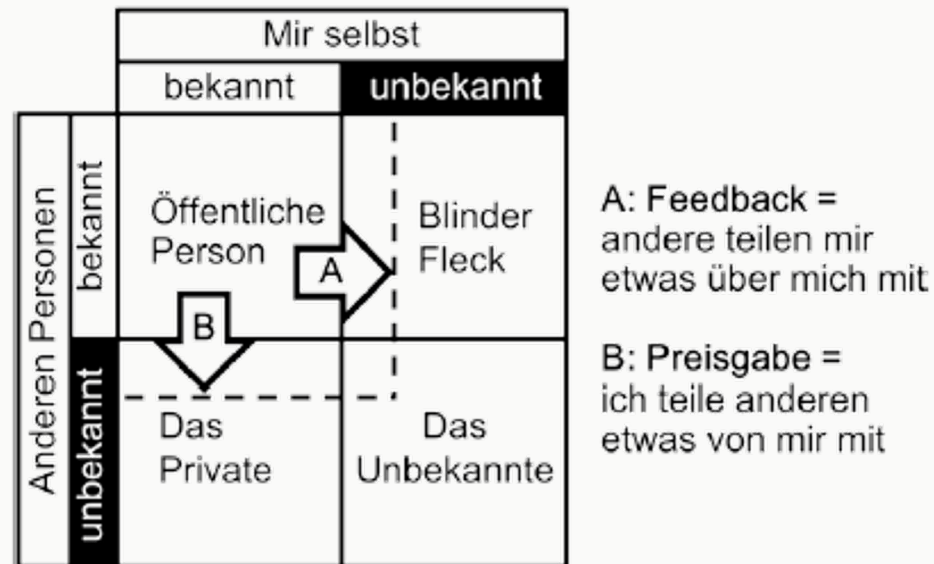 Mir selbst
bekannt
unbekannt
Anderen Personen
bekannt
unbekannt
Öffentliche
Person
Blinder
Fleck
A
B
Das
Private
Das
Unbekannte
A: Feedback =
andere teilen mir
etwas über mich mit
B: Preisgabe =
ich teile anderen
etwas von mir mit